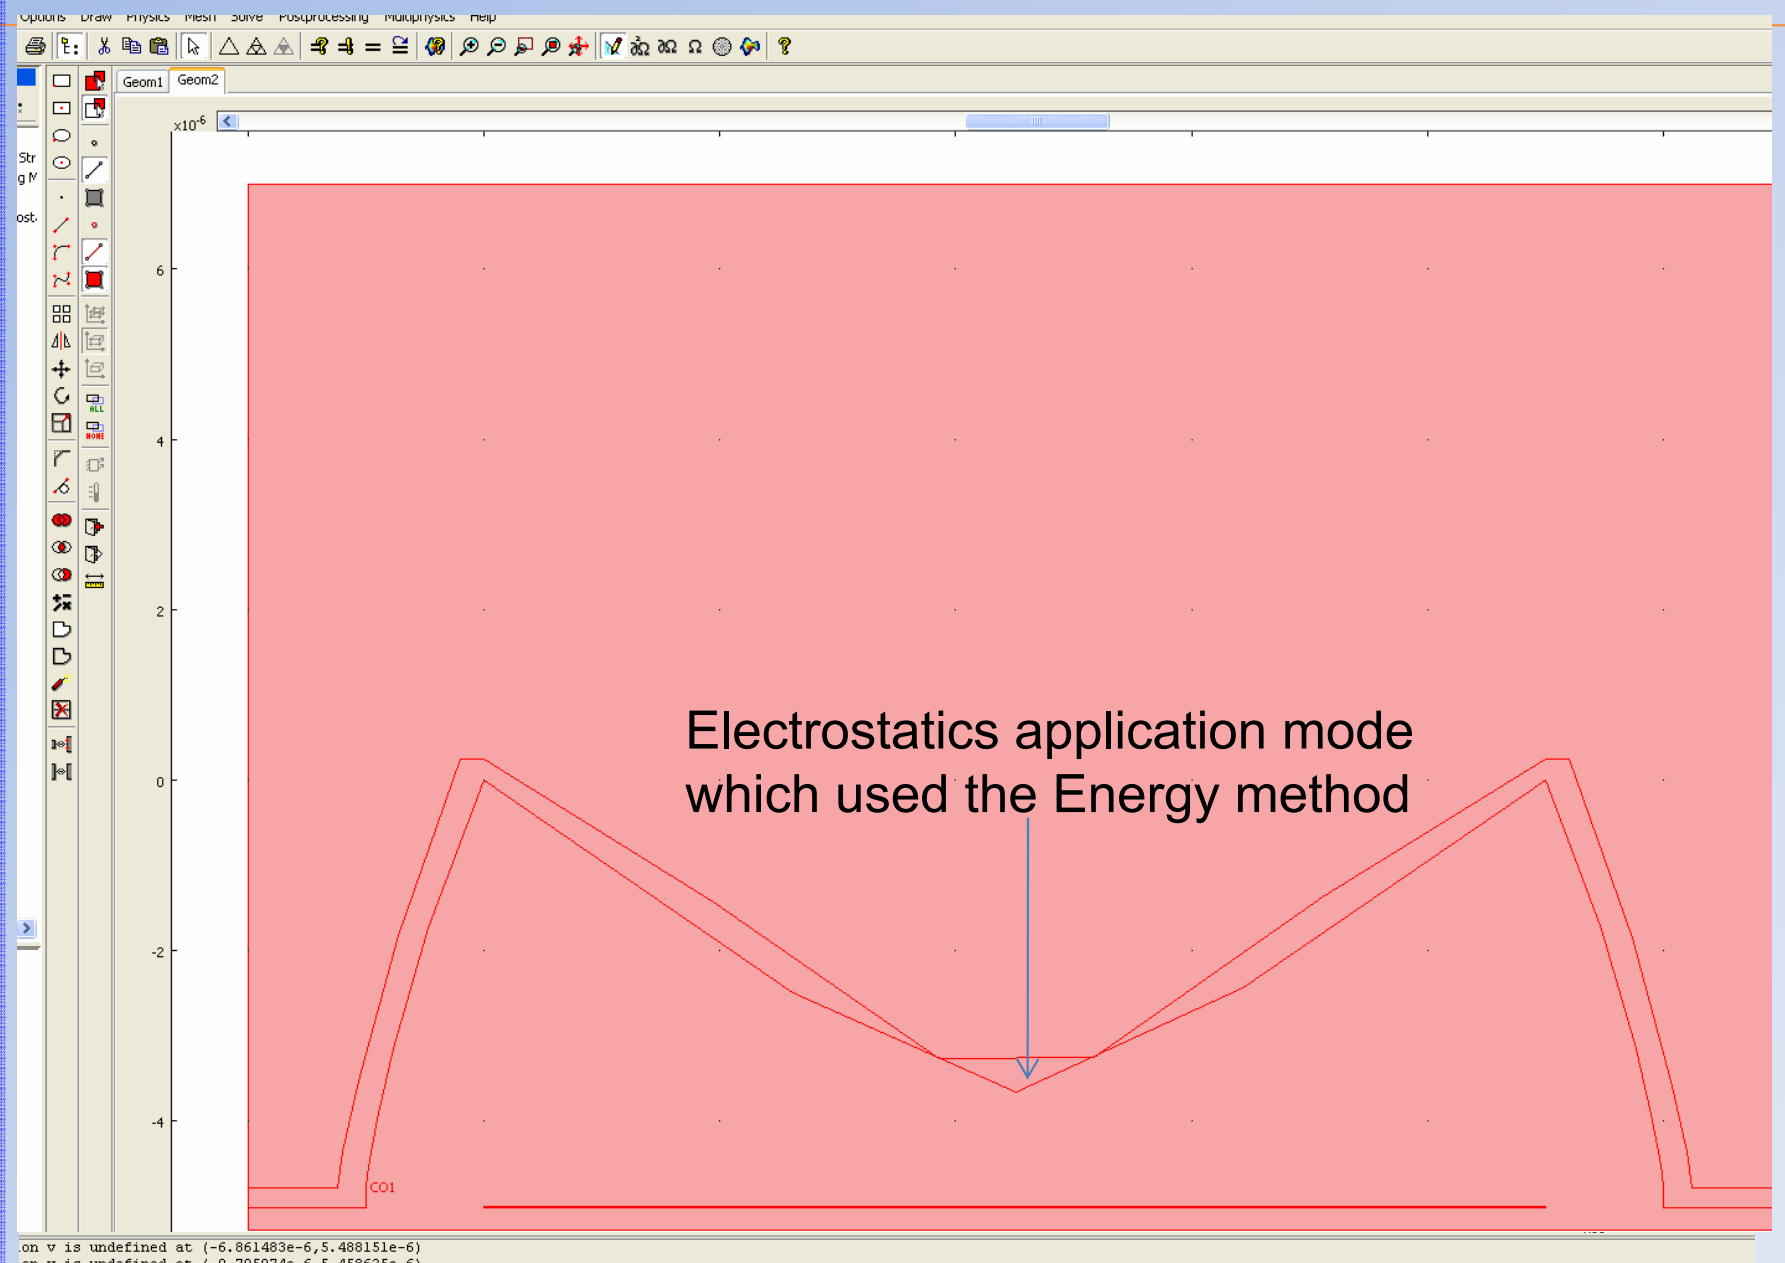 Options Draw Physics Mesh Solve Postprocessing Multiphysics Help
Geom1 Geom2
x10-6
Str
g M
ost.
ALL
NONE
6
4
2
0
-2
-4
Electrostatics application mode
which used the Energy method
CO1
on v is undefined at (-6.861483e-6,5.488151e-6)